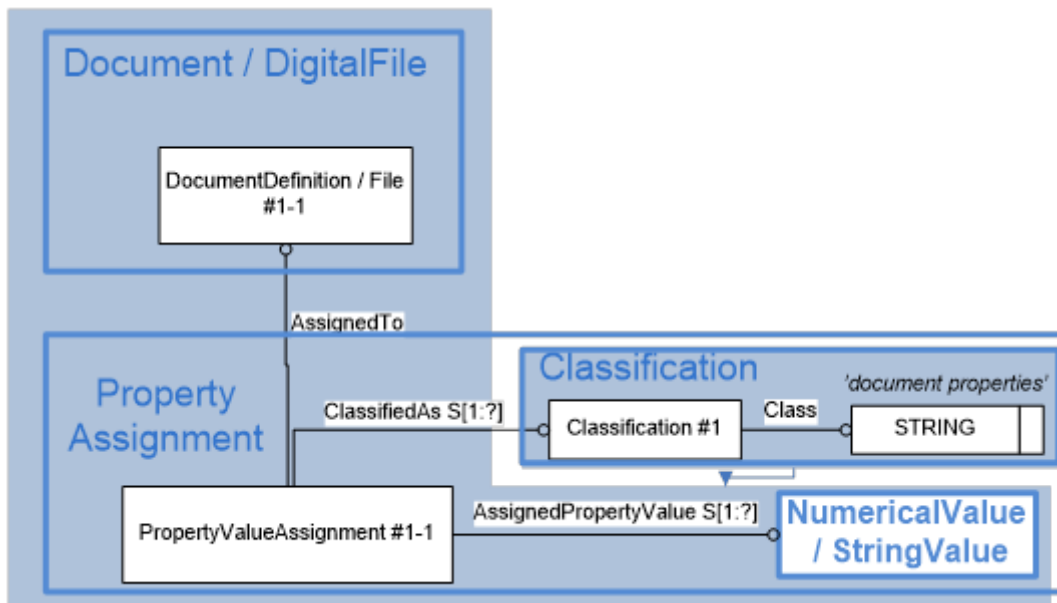 Document / DigitalFile
DocumentDefinition / File
#1-1
AssignedTo
Property
Assignment
Classification
'document properties'
ClassifiedAs S[1:?]
Classification #1
Class
STRING
PropertyValueAssignment #1-1
AssignedPropertyValue S[1:?]
NumericalValue
/ StringValue